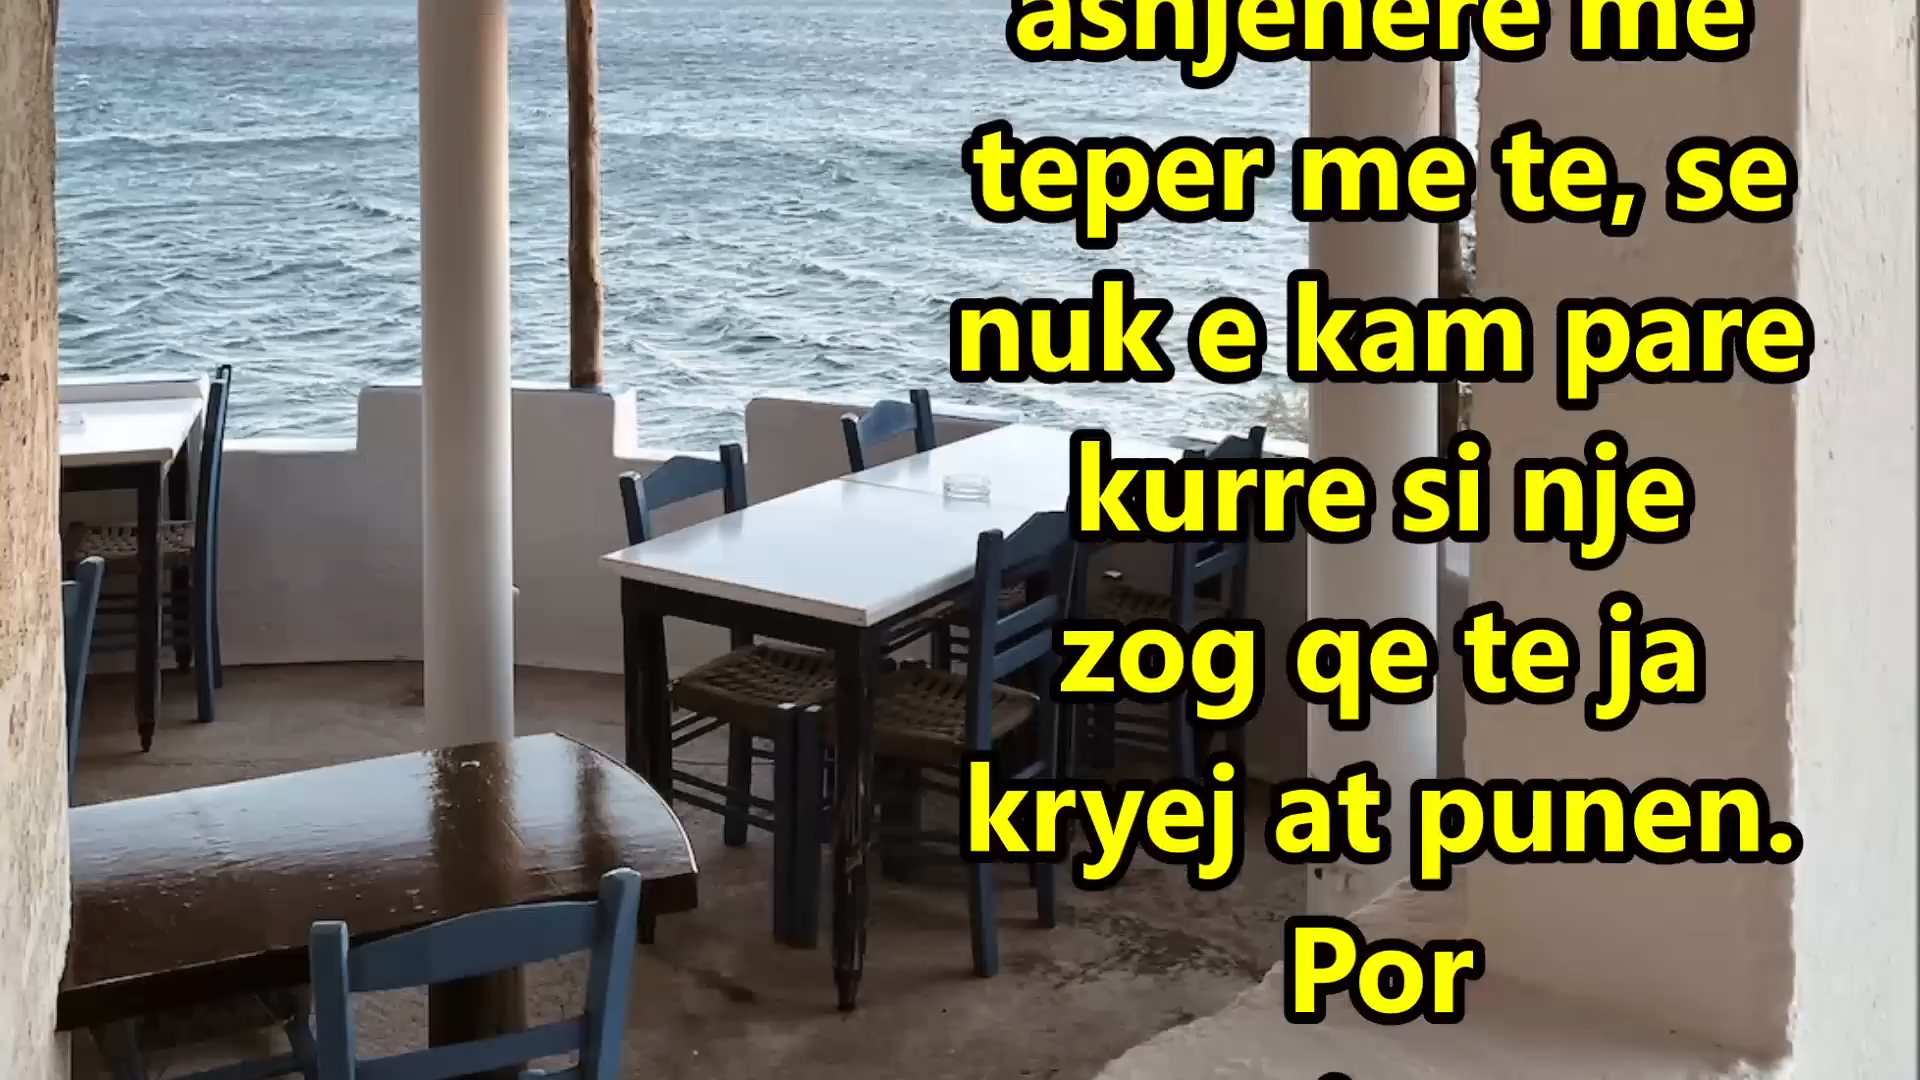 ashjehere me
teper me te, se
nuk e kam pare
kurre si nje
zog qe te ja
kryej at punen.
Por